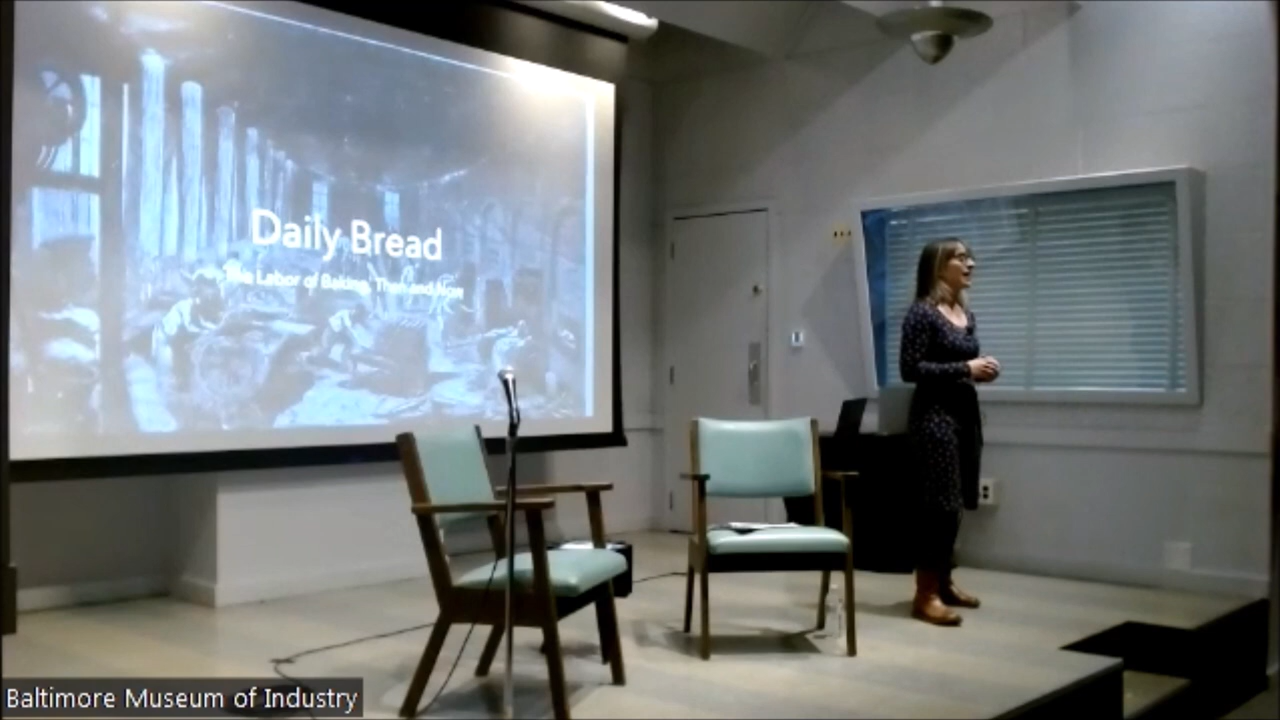 Daily Bread
The Labor of Baking, Then and Now
Baltimore Museum of Industry